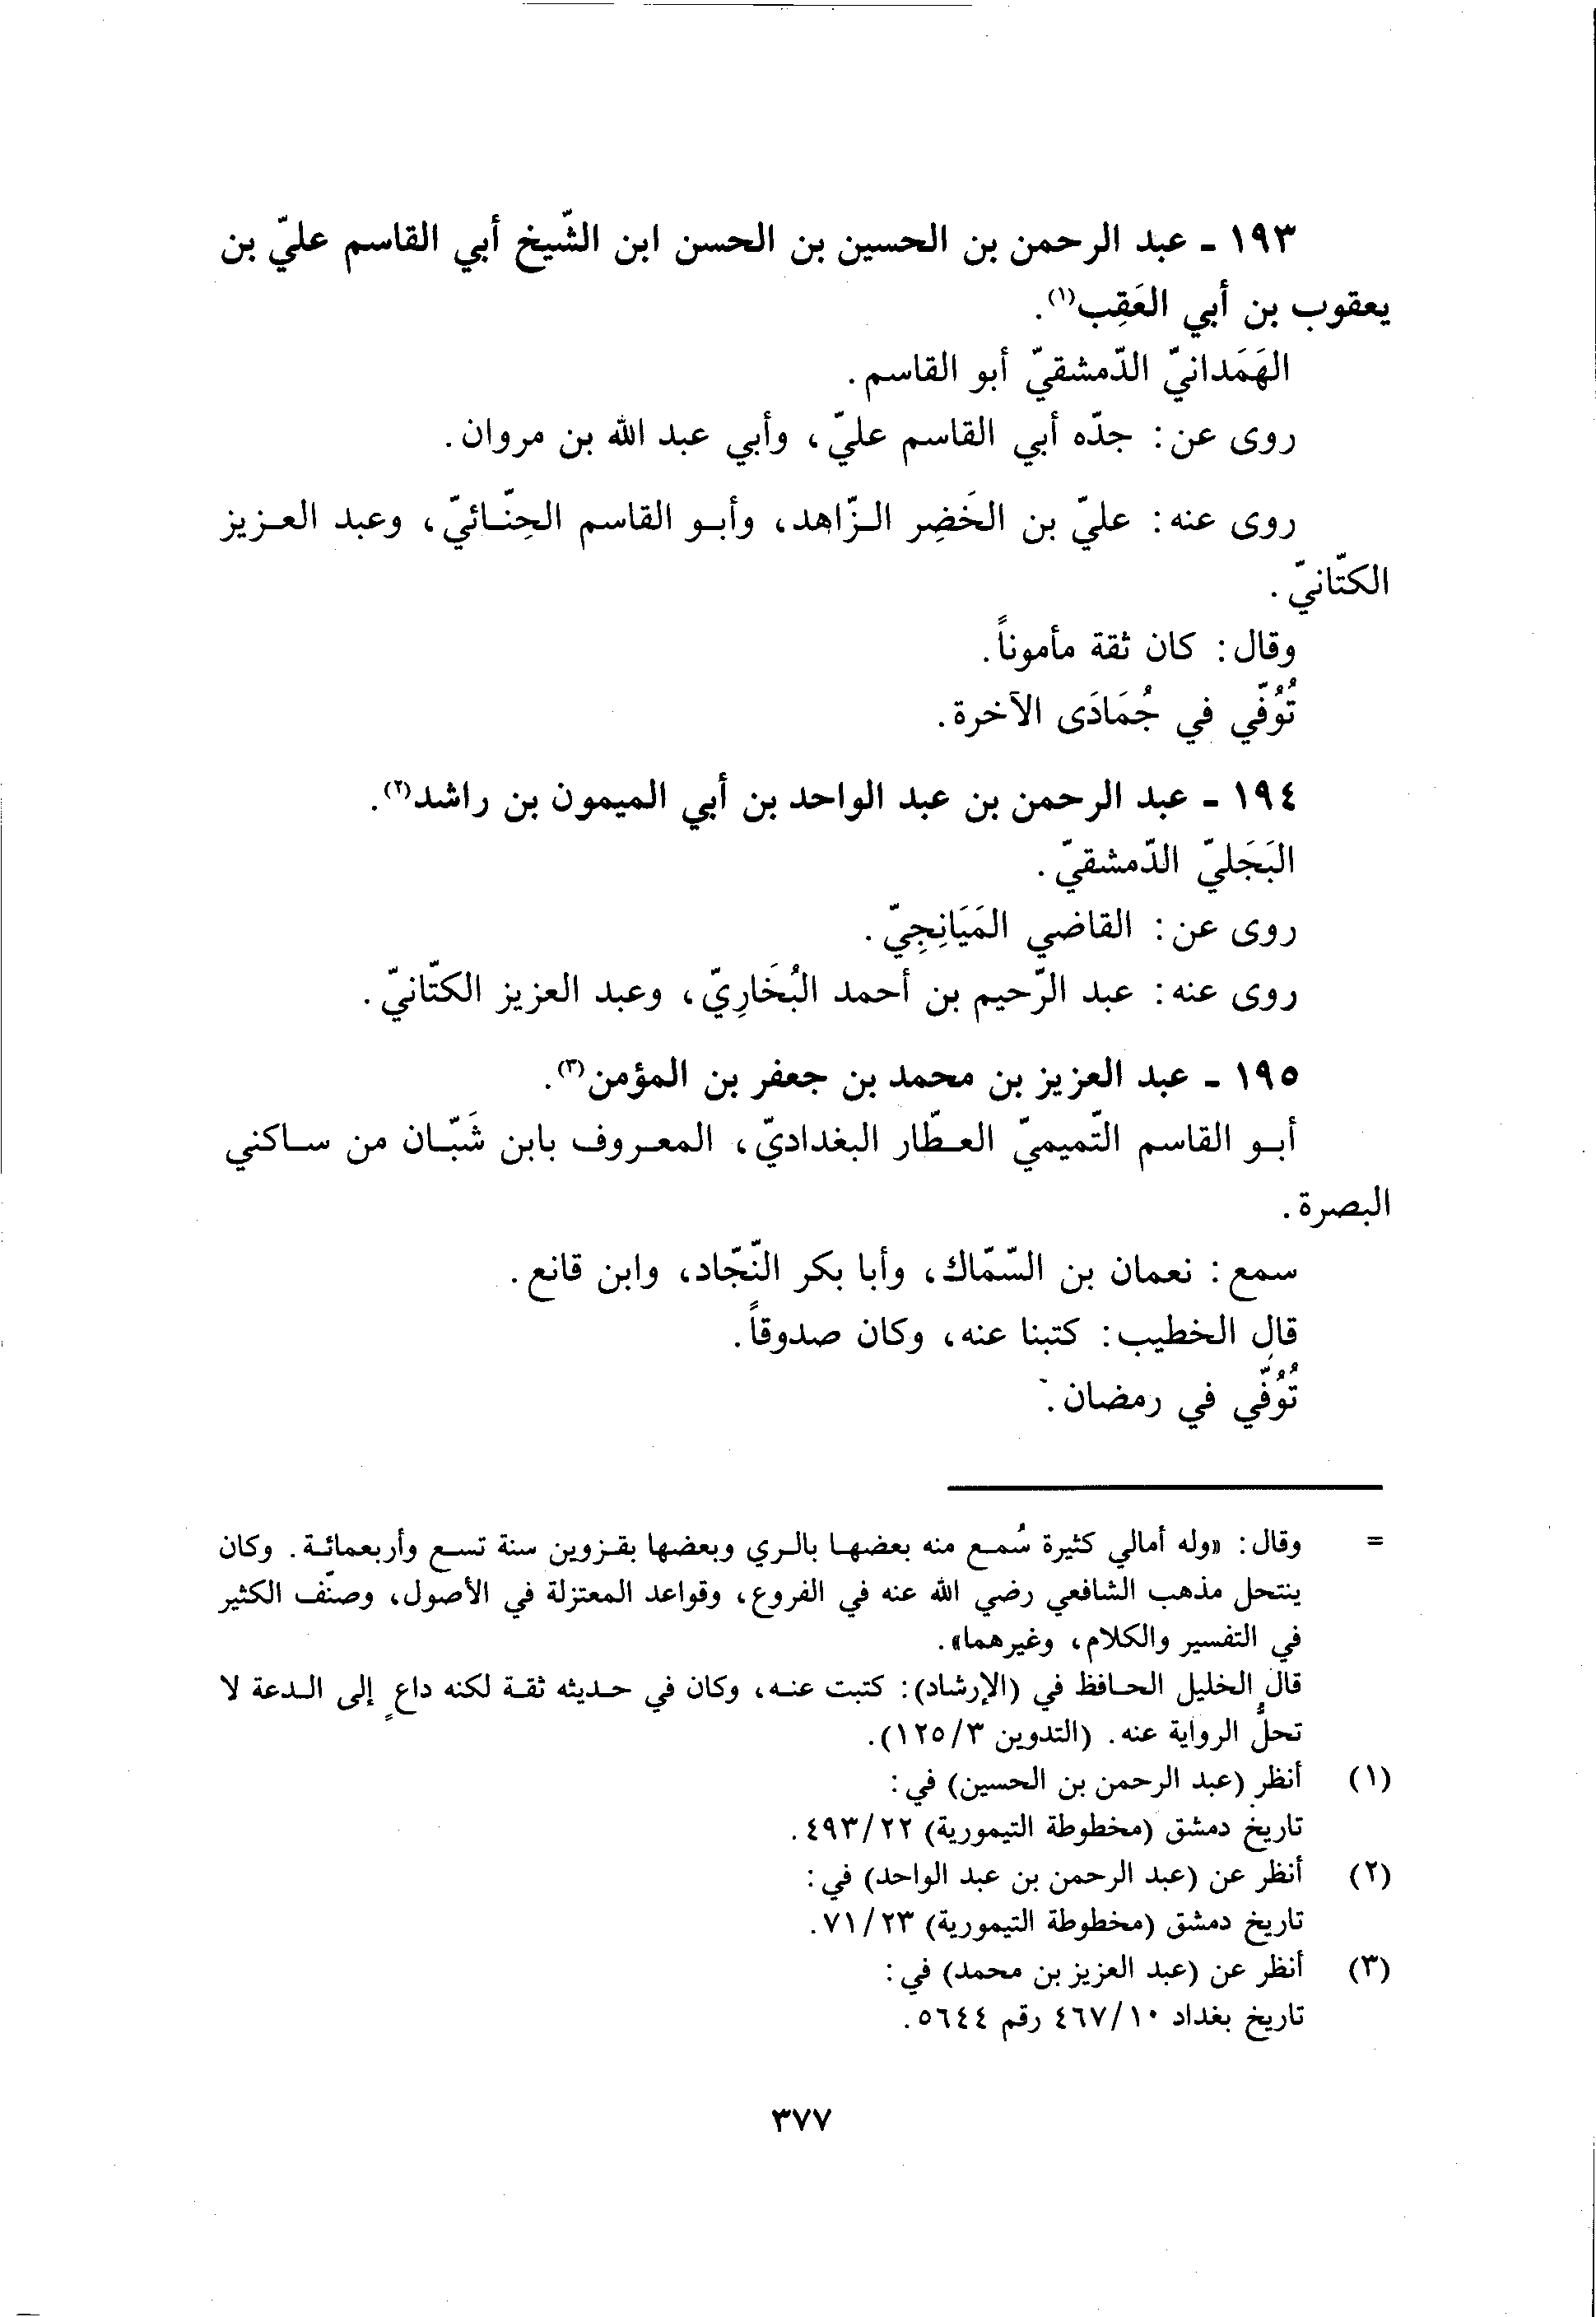 ١٩٣ - عبد الرحمن بن الحسين بن الحسن ابن الشّيخ أبي القاسم عليّ بن
يعقوب بن أبي العَقِب(١).
الهَمَدانيّ الدّمشقيّ أبو القاسم.
روى عن: جدّه أبي القاسم عليّ، وأبي عبد الله بن مروان.
روى عنه: عليّ بن الخَضِر الزّاهد، وأبو القاسم الحِنّائيّ، وعبد العزيز
الكتّانيّ.
وقال: كان ثقة مأموناً.
تُوُفّي في جُمَادَى الآخرة.
١٩٤ - عبد الرحمن بن عبد الواحد بن أبي الميمون بن راشد(٢).
البَجَليّ الدّمشقيّ.
روى عن: القاضي المَيَانِجِيّ.
روى عنه: عبد الرّحيم بن أحمد البُخَارِيّ، وعبد العزيز الكتّانيّ.
١٩٥ - عبد العزيز بن محمد بن جعفر بن المؤمن(٣).
أبو القاسم التّميميّ العطّار البغداديّ، المعروف بابن شَبّان من ساكني
البصرة.
سمع: نعمان بن السّمّاك، وأبا بكر النّجّاد، وابن قانع.
قال الخطيب: كتبنا عنه، وكان صدوقاً.
تُوُفّي في رمضان.
= وقال: «وله أمالي كثيرة سُمع منه بعضها بالري وبعضها بقزوين سنة تسع وأربعمائة. وكان
ينتحل مذهب الشافعي رضي الله عنه في الفروع، وقواعد المعتزلة في الأصول، وصنّف الكثير
في التفسير والكلام، وغيرهما».
قال الخليل الحافظ في (الإرشاد): كتبت عنه، وكان في حديثه ثقة لكنه داعٍ إلى الدعة لا
تحلُّ الرواية عنه. (التدوين ٣/١٢٥).
(١) أنظر (عبد الرحمن بن الحسين) في:
تاريخ دمشق (مخطوطة التيمورية) ٢٢/٤٩٣.
(٢) أنظر عن (عبد الرحمن بن عبد الواحد) في:
تاريخ دمشق (مخطوطة التيمورية) ٢٣/٧١.
(٣) أنظر عن (عبد العزيز بن محمد) في:
تاريخ بغداد ١٠/٤٦٧ رقم ٥٦٤٤.
٣٧٧